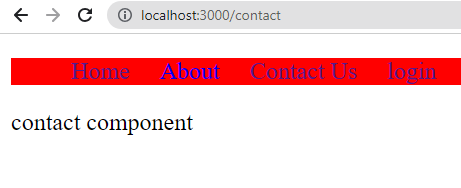 localhost:3000/contact
Home About Contact Us login
contact component